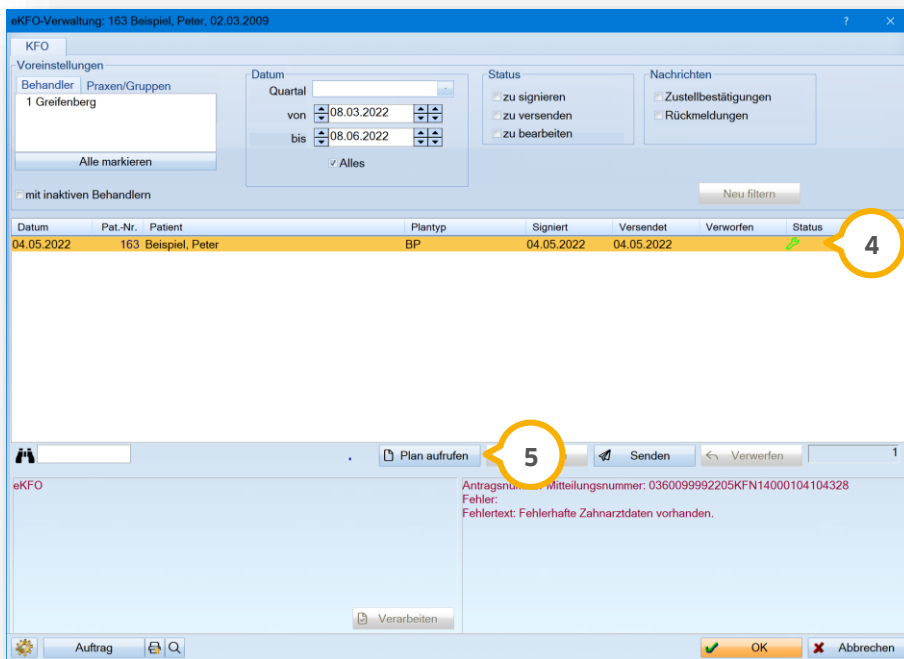 eKFO-Verwaltung: 163 Beispiel, Peter, 02.03.2009 ?
KFO
Voreinstellungen
Behandler Praxen/Gruppen
1 Greifenberg
Alle markieren
mit inaktiven Behandlern
Datum
Quartal
von 08.03.2022
bis 08.06.2022
Alles
Status
zu signieren
zu versenden
zu bearbeiten
Nachrichten
Zustellbestätigungen
Rückmeldungen
Neu filtern
Datum Pat.-Nr. Patient Plantyp Signiert Versendet Verworfen Status
04.05.2022 163 Beispiel, Peter BP 04.05.2022 04.05.2022
4
Plan aufrufen
5
Senden Verwerfen 1
eKFO
Mitteilungsnummer: 0360099992205KFN14000104104328
Fehler:
Fehlertext: Fehlerhafte Zahnarztdaten vorhanden.
Verarbeiten
Auftrag OK Abbrechen